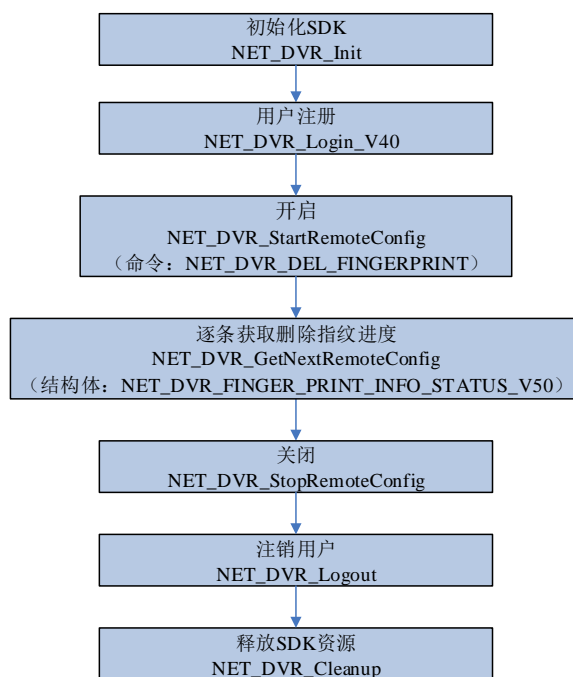 初始化SDK
NET_DVR_Init
用户注册
NET_DVR_Login_V40
开启
NET_DVR_StartRemoteConfig
（命令：NET_DVR_DEL_FINGERPRINT）
逐条获取删除指纹进度
NET_DVR_GetNextRemoteConfig
（结构体：NET_DVR_FINGER_PRINT_INFO_STATUS_V50）
关闭
NET_DVR_StopRemoteConfig
注销用户
NET_DVR_Logout
释放SDK资源
NET_DVR_Cleanup